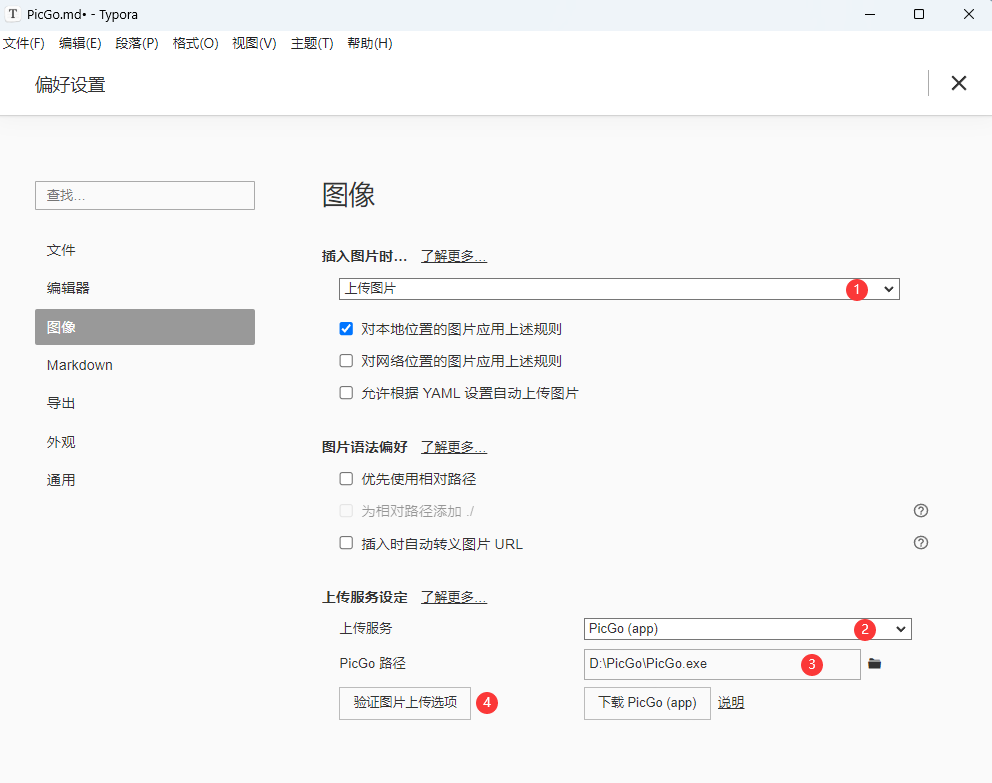 T PicGo.md• - Typora
文件(F) 编辑(E) 段落(P) 格式(O) 视图(V) 主题(T) 帮助(H)
偏好设置
查找...
文件
编辑器
图像
Markdown
导出
外观
通用
图像
插入图片时... 了解更多...
上传图片 1
对本地位置的图片应用上述规则
对网络位置的图片应用上述规则
允许根据 YAML 设置自动上传图片
图片语法偏好 了解更多...
优先使用相对路径
为相对路径添加 ./
插入时自动转义图片 URL
上传服务设定 了解更多...
上传服务 PicGo (app) 2
PicGo 路径 D:\PicGo\PicGo.exe 3
验证图片上传选项 4 下载 PicGo (app) 说明